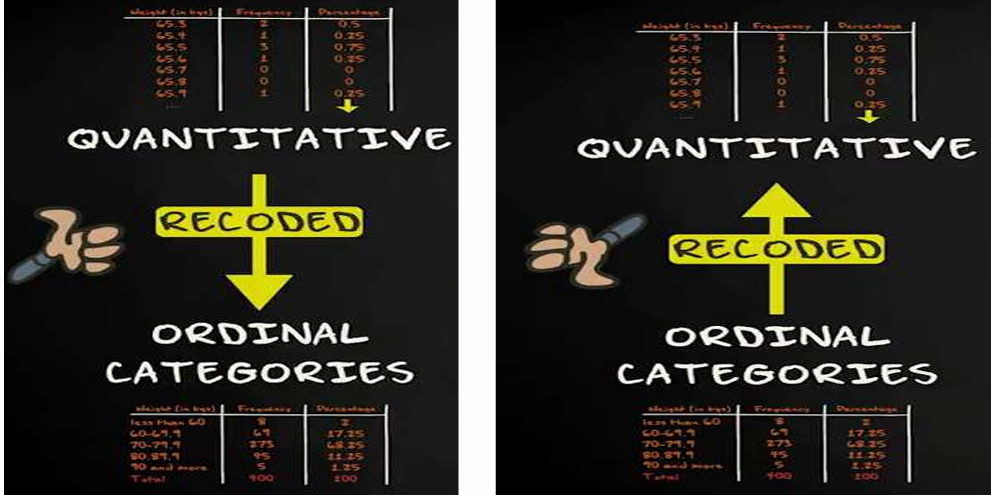 Weight (in kgs) Frequency Percentage
65.3 2 0.5
65.4 1 0.25
65.5 3 0.75
65.6 1 0.25
65.7 0 0
65.8 0 0
65.9 1 0.25
....
QUANTITATIVE
RECODED
ORDINAL
CATEGORIES
Weight (in kgs) Frequency Percentage
less than 60 8 2
60-69.9 69 17.25
70-79.9 273 68.25
80.89.9 45 11.25
90 and more 5 1.25
Total 400 100
Weight (in kgs) Frequency Percentage
65.3 2 0.5
65.4 1 0.25
65.5 3 0.75
65.6 1 0.25
65.7 0 0
65.8 0 0
65.9 1 0.25
...
QUANTITATIVE
RECODED
ORDINAL
CATEGORIES
Weight (in kgs) Frequency Percentage
less than 60 8 2
60-69.9 69 17.25
70-79.9 273 68.25
80.89.9 45 11.25
90 and more 5 1.25
Total 400 100